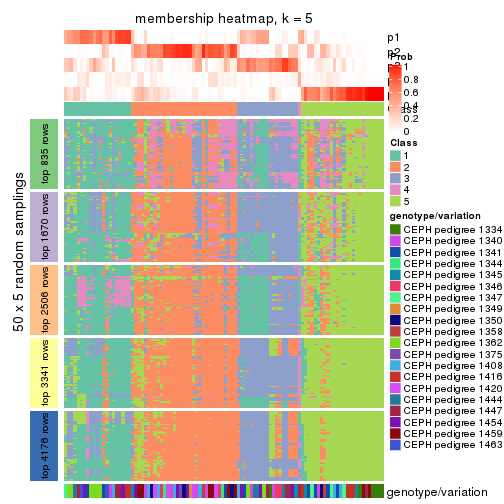 membership heatmap, k = 5
p1
p2
Prob
1
0.8
0.6
0.4
0.2
0
Class
1
2
3
4
5
genotype/variation
CEPH pedigree 1334
CEPH pedigree 1340
CEPH pedigree 1341
CEPH pedigree 1344
CEPH pedigree 1345
CEPH pedigree 1346
CEPH pedigree 1347
CEPH pedigree 1349
CEPH pedigree 1350
CEPH pedigree 1358
CEPH pedigree 1362
CEPH pedigree 1375
CEPH pedigree 1408
CEPH pedigree 1416
CEPH pedigree 1420
CEPH pedigree 1444
CEPH pedigree 1447
CEPH pedigree 1454
CEPH pedigree 1459
CEPH pedigree 1463
50 x 5 random samplings
top 835 rows
top 1670 rows
top 2506 rows
top 3341 rows
top 4176 rows
genotype/variation